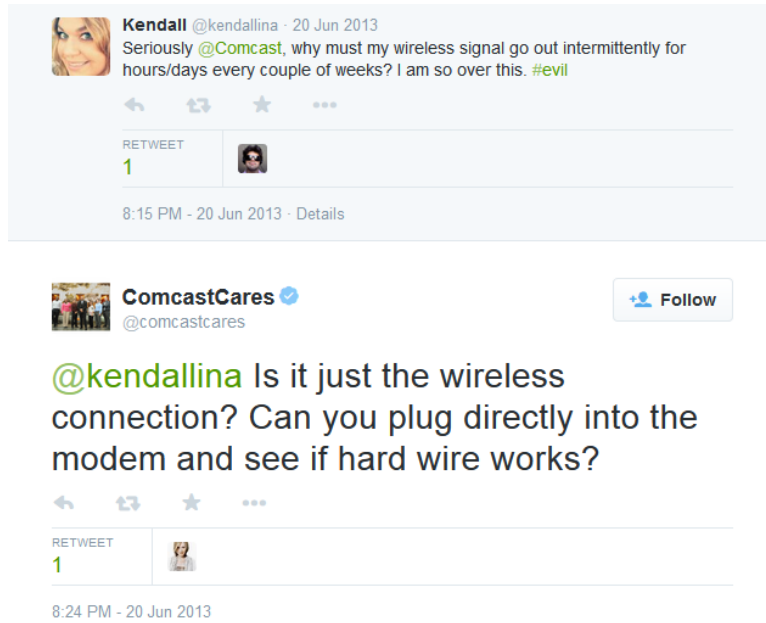 Kendall @kendallina · 20 Jun 2013
Seriously @Comcast, why must my wireless signal go out intermittently for
hours/days every couple of weeks? I am so over this. #evil
RETWEET
1
8:15 PM - 20 Jun 2013 · Details
ComcastCares
@comcastcares
Follow
@kendallina Is it just the wireless
connection? Can you plug directly into the
modem and see if hard wire works?
RETWEET
1
8:24 PM - 20 Jun 2013